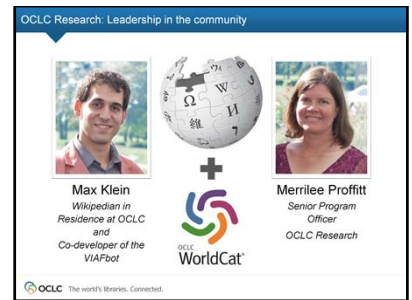 OCLC Research: Leadership in the community
Ω
W
И
維
Max Klein
Wikipedian in
Residence at OCLC
and
Co-developer of the
VIAFbot
+
OCLC
WorldCat®
Merrilee Proffitt
Senior Program
Officer
OCLC Research
OCLC The world's libraries. Connected.